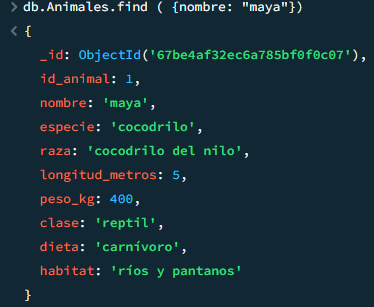 > db.Animales.find ( {nombre: "maya"})
< {
_id: ObjectId('67be4af32ec6a785bf0f0c07'),
id_animal: 1,
nombre: 'maya',
especie: 'cocodrilo',
raza: 'cocodrilo del nilo',
longitud_metros: 5,
peso_kg: 400,
clase: 'reptil',
dieta: 'carnívoro',
habitat: 'ríos y pantanos'
}